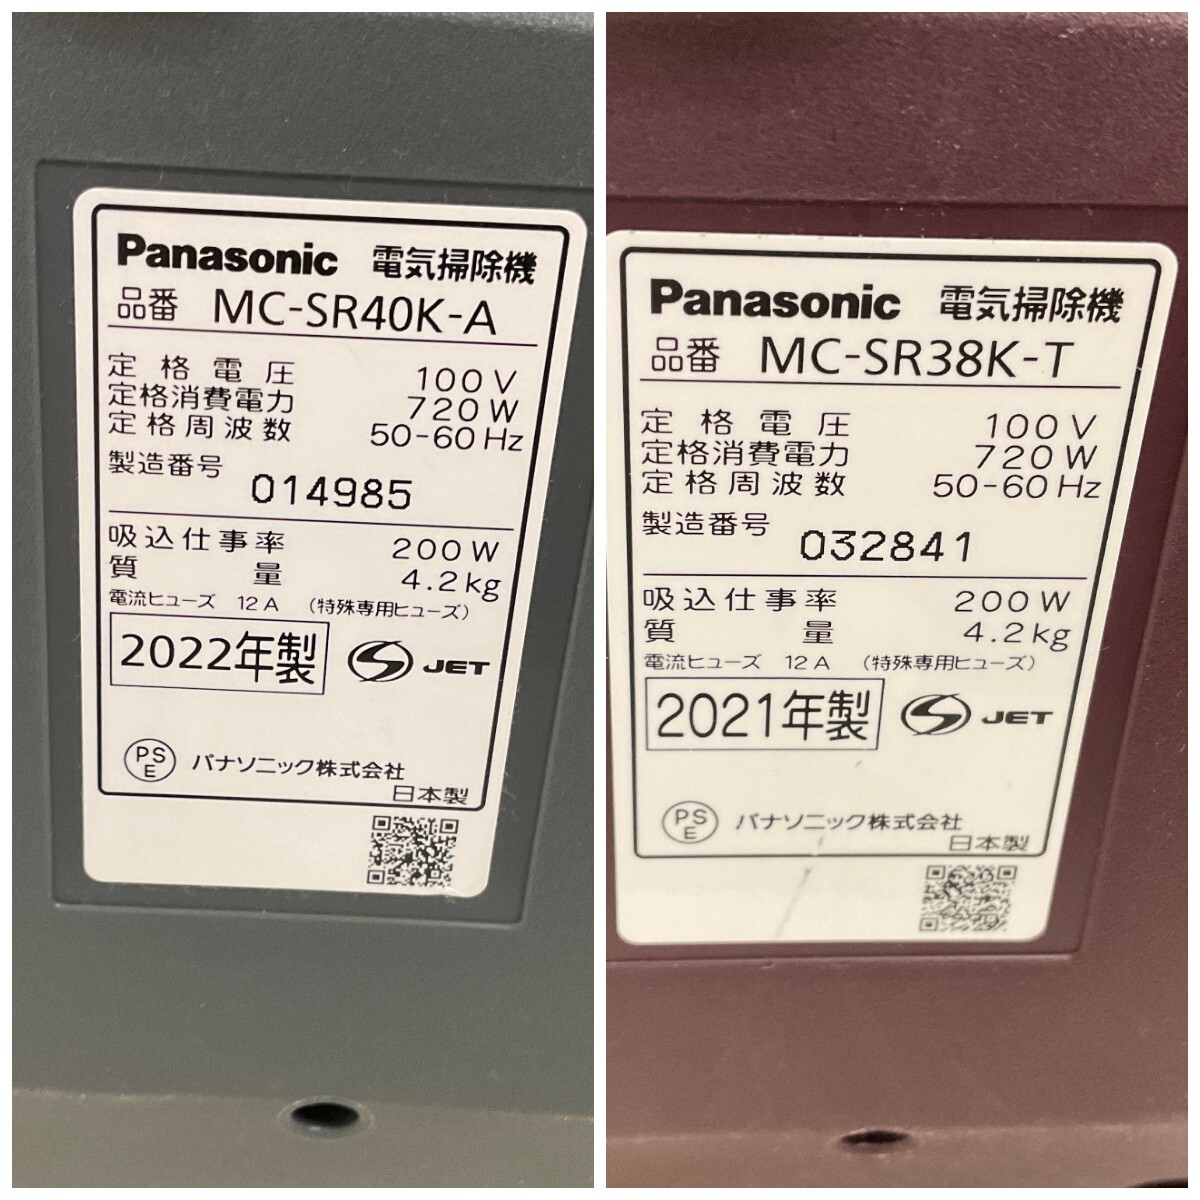 Panasonic 電気掃除機
品番 MC-SR40K-A
定格電圧 100V
定格消費電力 720W
定格周波数 50-60Hz
製造番号 014985
吸込仕事率 200W
質量 4.2kg
電流ヒューズ 12A (特殊専用ヒューズ)
2022年製 JET
PS E パナソニック株式会社
日本製
Panasonic 電気掃除機
品番 MC-SR38K-T
定格電圧 100V
定格消費電力 720W
定格周波数 50-60Hz
製造番号 032841
吸込仕事率 200W
質量 4.2kg
電流ヒューズ 12A (特殊専用ヒューズ)
2021年製 JET
PS E パナソニック株式会社
日本製